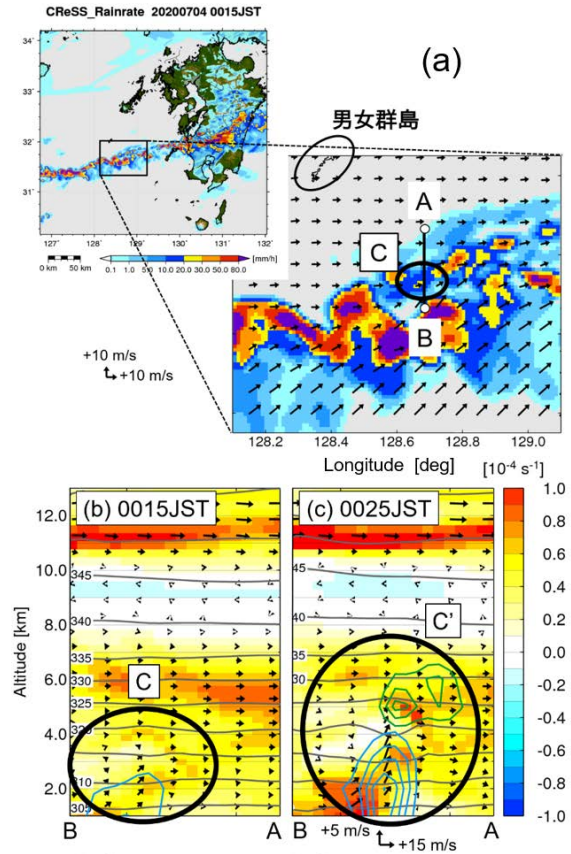 CReSS_Rainrate 20200704 0015JST
(a)
男女群島
33˚
32˚
31˚
127˚ 128˚ 129˚ 130˚ 131˚ 132˚
0 km 50 km
0.1 1.0 5.0 10.0 20.0 30.0 50.0 80.0 [mm/h]
A
C
B
+10 m/s
+10 m/s
128.2 128.4 128.6 128.8 129.0
Longitude [deg]
[10⁻⁴ s⁻¹]
(b) 0015JST
(c) 0025JST
Altitude [km]
12.0
10.0
8.0
6.0
4.0
2.0
345
340
335
330
325
320
310
305
C
B A
45
40
35
30
C’
B A
+5 m/s
+15 m/s
1.0
0.8
0.6
0.4
0.2
0.0
-0.2
-0.4
-0.6
-0.8
-1.0